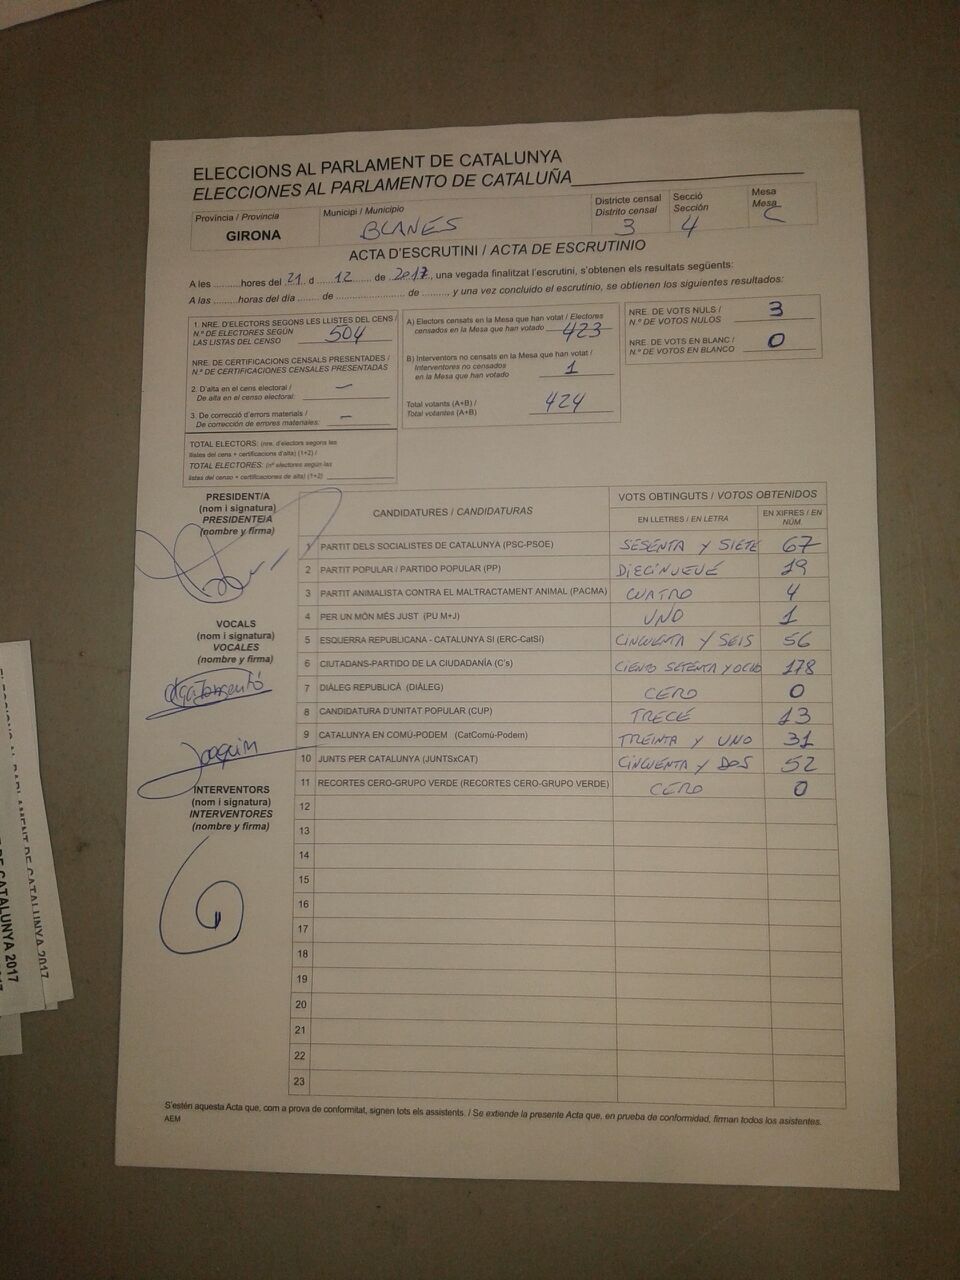 ELECCIONS AL PARLAMENT DE CATALUNYA
ELECCIONES AL PARLAMENTO DE CATALUÑA
Província / Provincia
GIRONA
Municipi / Municipio
BLANES
Districte censal
Distrito censal
3
Secció
Sección
4
Mesa
Mesa
C
ACTA D'ESCRUTINI / ACTA DE ESCRUTINIO
A les .........hores del 21 d 12 de 2017, una vegada finalitzat l'escrutini, s'obtenen els resultats següents:
A las .........horas del día ....... de ......................... de ........, y una vez concluido el escrutinio, se obtienen los siguientes resultados:
1. NRE. D'ELECTORS SEGONS LES LLISTES DEL CENS /
N.º DE ELECTORES SEGÚN
LAS LISTAS DEL CENSO 504
NRE. DE CERTIFICACIONS CENSALS PRESENTADES /
N.º DE CERTIFICACIONES CENSALES PRESENTADAS
2. D'alta en el cens electoral / —
De alta en el censo electoral:
3. De correcció d'errors materials / —
De corrección de errores materiales:
TOTAL ELECTORS: (nre. d'electors segons les
llistes del cens + certificacions d'alta) (1+2) /
TOTAL ELECTORES: (nº electores según las
listas del censo + certificaciones de alta) (1+2)
A) Electors censats en la Mesa que han votat / Electores
censados en la Mesa que han votado 423
B) Interventors no censats en la Mesa que han votat /
Interventores no censados
en la Mesa que han votado 1
Total votants (A+B) /
Total votantes (A+B) 424
NRE. DE VOTS NULS /
N.º DE VOTOS NULOS 3
NRE. DE VOTS EN BLANC /
N.º DE VOTOS EN BLANCO 0
PRESIDENT/A
(nom i signatura)
PRESIDENTE/A
(nombre y firma)
VOCALS
(nom i signatura)
VOCALES
(nombre y firma)
Joaquim
INTERVENTORS
(nom i signatura)
INTERVENTORES
(nombre y firma)
CANDIDATURES / CANDIDATURAS
VOTS OBTINGUTS / VOTOS OBTENIDOS
EN LLETRES / EN LETRA
EN XIFRES / EN NÚM.
1 PARTIT DELS SOCIALISTES DE CATALUNYA (PSC-PSOE) SESENTA Y SIETE 67
2 PARTIT POPULAR / PARTIDO POPULAR (PP) DIECINUEVE 19
3 PARTIT ANIMALISTA CONTRA EL MALTRACTAMENT ANIMAL (PACMA) CUATRO 4
4 PER UN MÓN MÉS JUST (PU M+J) UNO 1
5 ESQUERRA REPUBLICANA - CATALUNYA SI (ERC-CatSí) CINCUENTA Y SEIS 56
6 CIUTADANS-PARTIDO DE LA CIUDADANÍA (C's) CIENTO SETENTA Y OCHO 178
7 DIÀLEG REPUBLICÀ (DIÀLEG) CERO 0
8 CANDIDATURA D'UNITAT POPULAR (CUP) TRECE 13
9 CATALUNYA EN COMÚ-PODEM (CatComú-Podem) TREINTA Y UNO 31
10 JUNTS PER CATALUNYA (JUNTSxCAT) CINCUENTA Y DOS 52
11 RECORTES CERO-GRUPO VERDE (RECORTES CERO-GRUPO VERDE) CERO 0
12
13
14
15
16
17
18
19
20
21
22
23
S'estén aquesta Acta que, com a prova de conformitat, signen tots els assistents. / Se extiende la presente Acta que, en prueba de conformidad, firman todos los asistentes.
AEM
AL PARLAMENT DE CATALUNYA 2017
DE CATALUNYA 2017